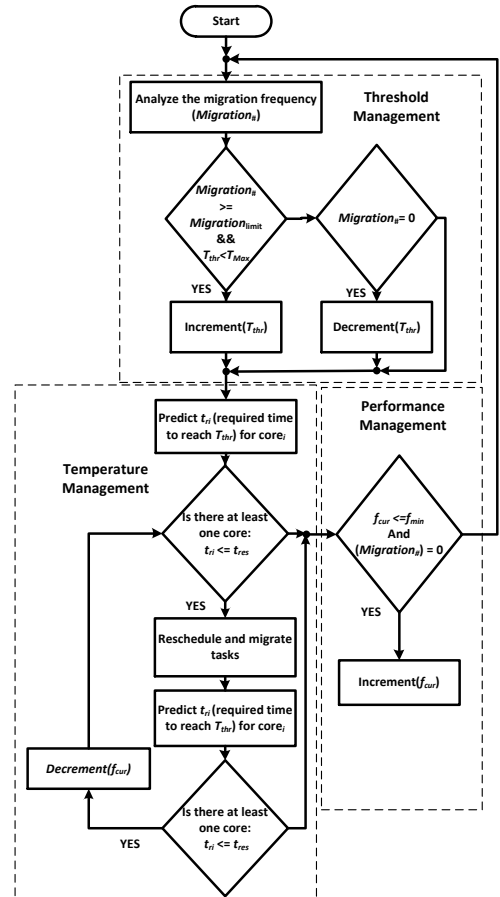 Start
Analyze the migration frequency
(Migration#)
Threshold
Management
Migration#
>=
Migrationlimit
&&
Tthr<TMax
Migration#= 0
YES
YES
Increment(Tthr)
Decrement(Tthr)
Predict tri (required time
to reach Tthr) for corei
Performance
Management
Temperature
Management
Is there at least
one core:
tri <= tres
fcur <=fmin
And
(Migration#) = 0
YES
YES
Reschedule and migrate
tasks
Increment(fcur)
Predict tri (required time
to reach Tthr) for corei
Decrement(fcur)
Is there at least
one core:
tri <= tres
YES